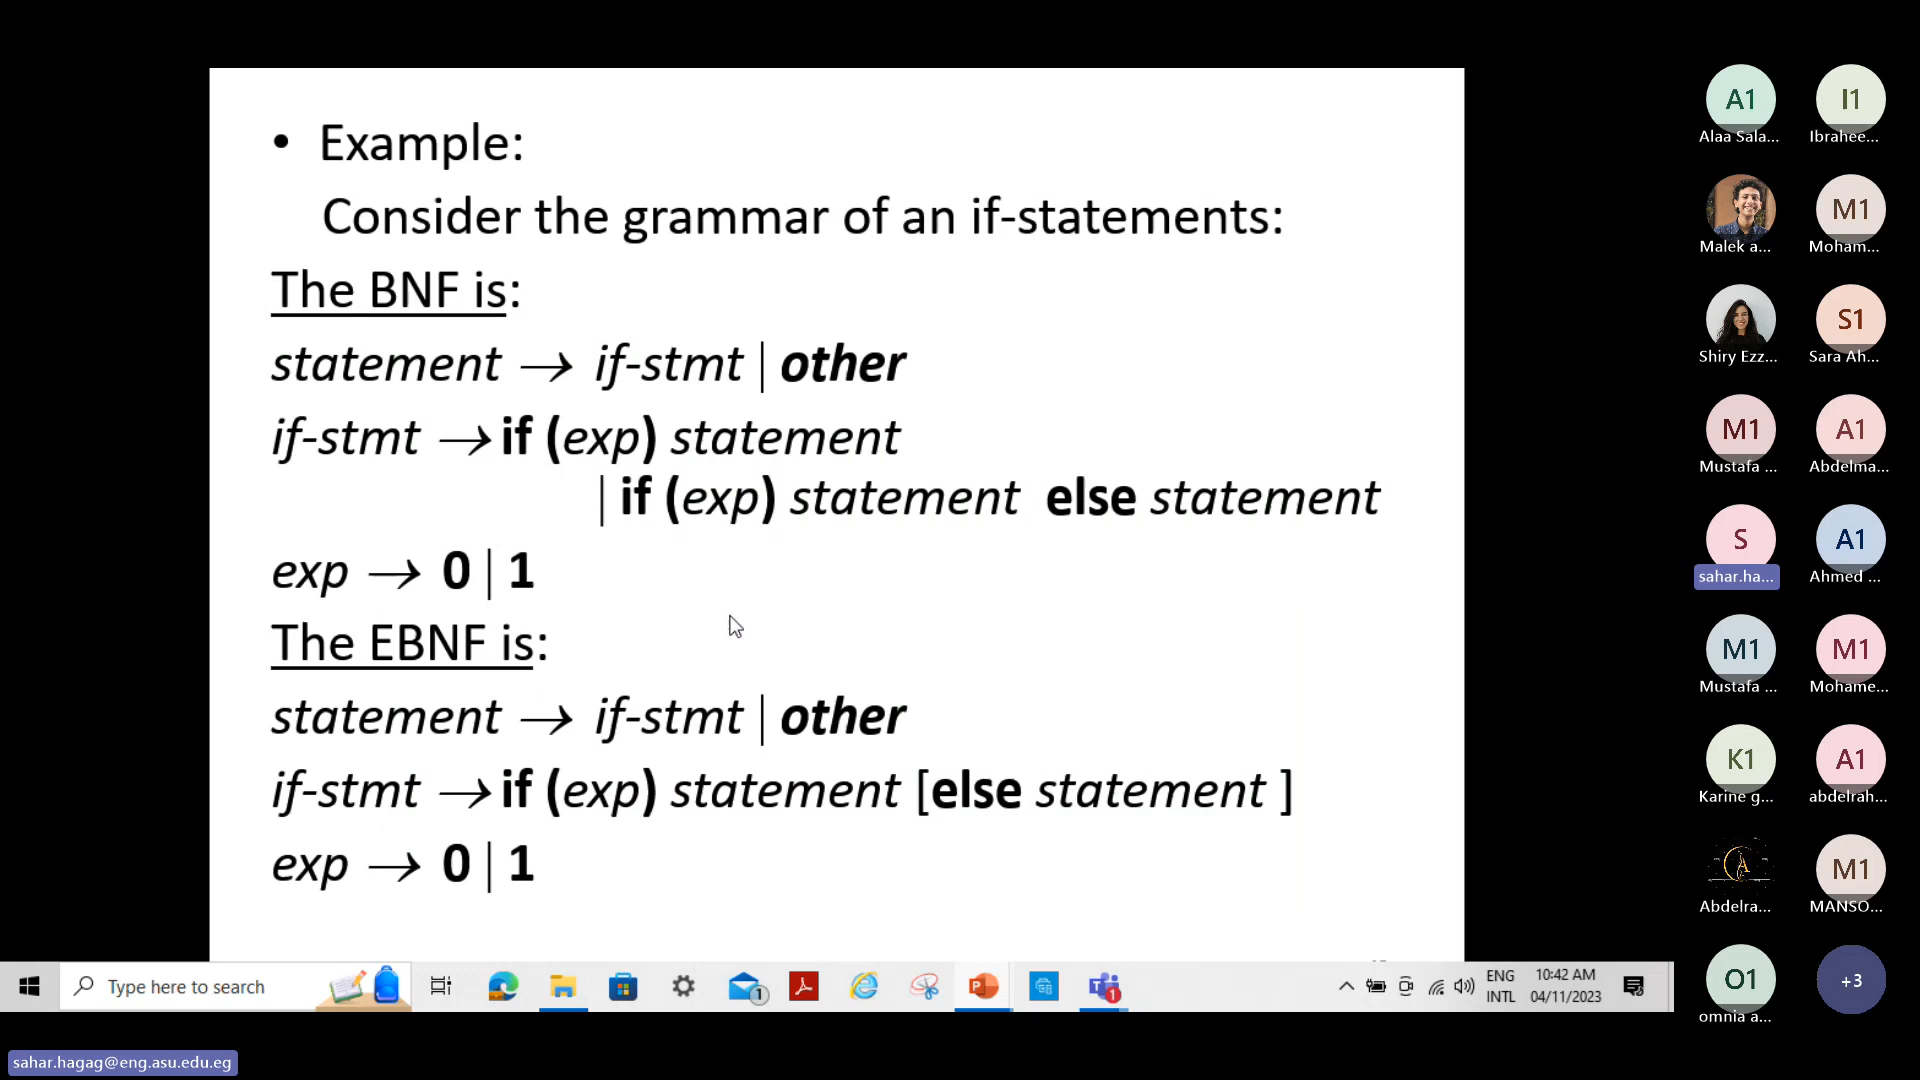 • Example:
Consider the grammar of an if-statements:
The BNF is:
statement → if-stmt | other
if-stmt → if (exp) statement
| if (exp) statement else statement
exp → 0 | 1
The EBNF is:
statement → if-stmt | other
if-stmt → if (exp) statement [else statement ]
exp → 0 | 1
A1 I1
Alaa Sala... Ibrahee...
M1
Malek a... Moham...
S1
Shiry Ezz... Sara Ah...
M1 A1
Mustafa ... Abdelma...
S A1
sahar.ha... Ahmed ...
M1 M1
Mustafa ... Mohame...
K1 A1
Karine g... abdelrah...
A M1
Abdelra... MANSO...
O1 +3
omnia a...
Type here to search
1
P
1
ENG
INTL
10:42 AM
04/11/2023
sahar.hagag@eng.asu.edu.eg